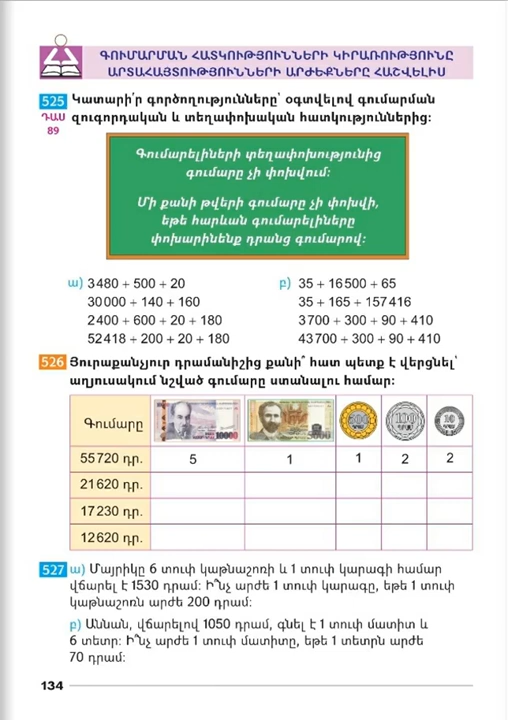 ԳՈՒՄԱՐՄԱՆ ՀԱՏԿՈՒԹՅՈՒՆՆԵՐԻ ԿԻՐԱՌՈՒԹՅՈՒՆԸ
ԱՐՏԱՀԱՅՏՈՒԹՅՈՒՆՆԵՐԻ ԱՐԺԵՔՆԵՐԸ ՀԱՇՎԵԼԻՍ
525 Կատարի՛ր գործողությունները՝ օգտվելով գումարման
ԴԱՍ զուգորդական և տեղափոխական հատկություններից:
89
Գումարելիների տեղափոխությունից
գումարը չի փոխվում:
Մի քանի թվերի գումարը չի փոխվի,
եթե հարևան գումարելիները
փոխարինենք դրանց գումարով:
ա) 3480 + 500 + 20
30000 + 140 + 160
2400 + 600 + 20 + 180
52418 + 200 + 20 + 180
բ) 35 + 16500 + 65
35 + 165 + 157416
3700 + 300 + 90 + 410
43700 + 300 + 90 + 410
526 Յուրաքանչյուր դրամանիշից քանի՞ հատ պետք է վերցնել՝
աղյուսակում նշված գումարը ստանալու համար:
Գումարը 10000 5000 200 100 10
55720 դր. 5 1 1 2 2
21620 դր.
17230 դր.
12620 դր.
527 ա) Մայրիկը 6 տուփ կաթնաշոռի և 1 տուփ կարագի համար
վճարել է 1530 դրամ: Ի՞նչ արժե 1 տուփ կարագը, եթե 1 տուփ
կաթնաշոռն արժե 200 դրամ:
բ) Աննան, վճարելով 1050 դրամ, գնել է 1 տուփ մատիտ և
6 տետր: Ի՞նչ արժե 1 տուփ մատիտը, եթե 1 տետրն արժե
70 դրամ:
134